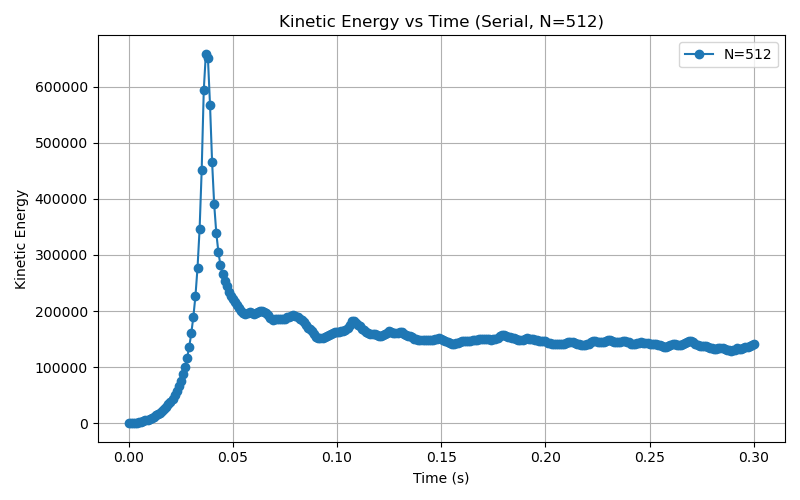 Kinetic Energy vs Time (Serial, N=512)
N=512
Kinetic Energy
600000
500000
400000
300000
200000
100000
0
0.00 0.05 0.10 0.15 0.20 0.25 0.30
Time (s)